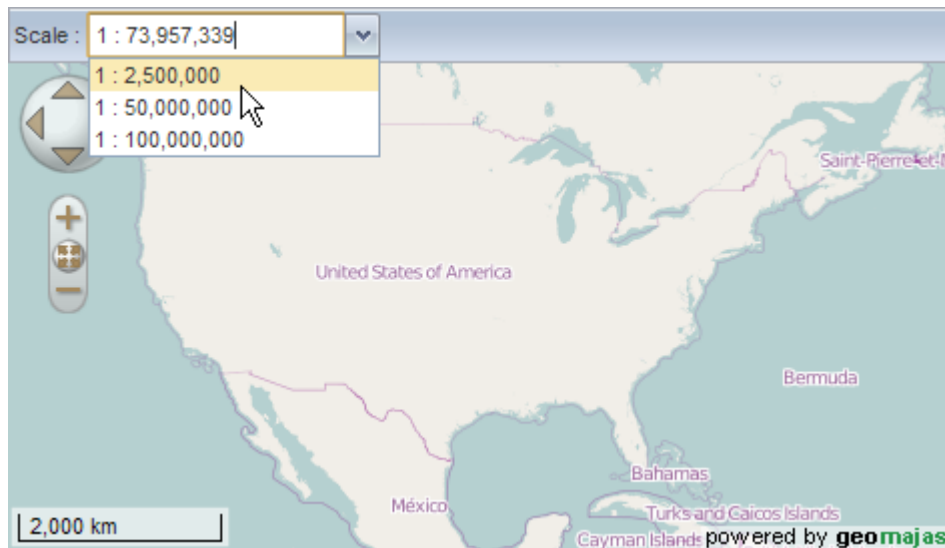 Scale : 1 : 73,957,339
1 : 2,500,000
1 : 50,000,000
1 : 100,000,000
Saint-Pierre-et-
United States of America
Bermuda
Bahamas
México
Turks and Caicos Islands
2,000 km
Cayman Islands
powered by geomajas